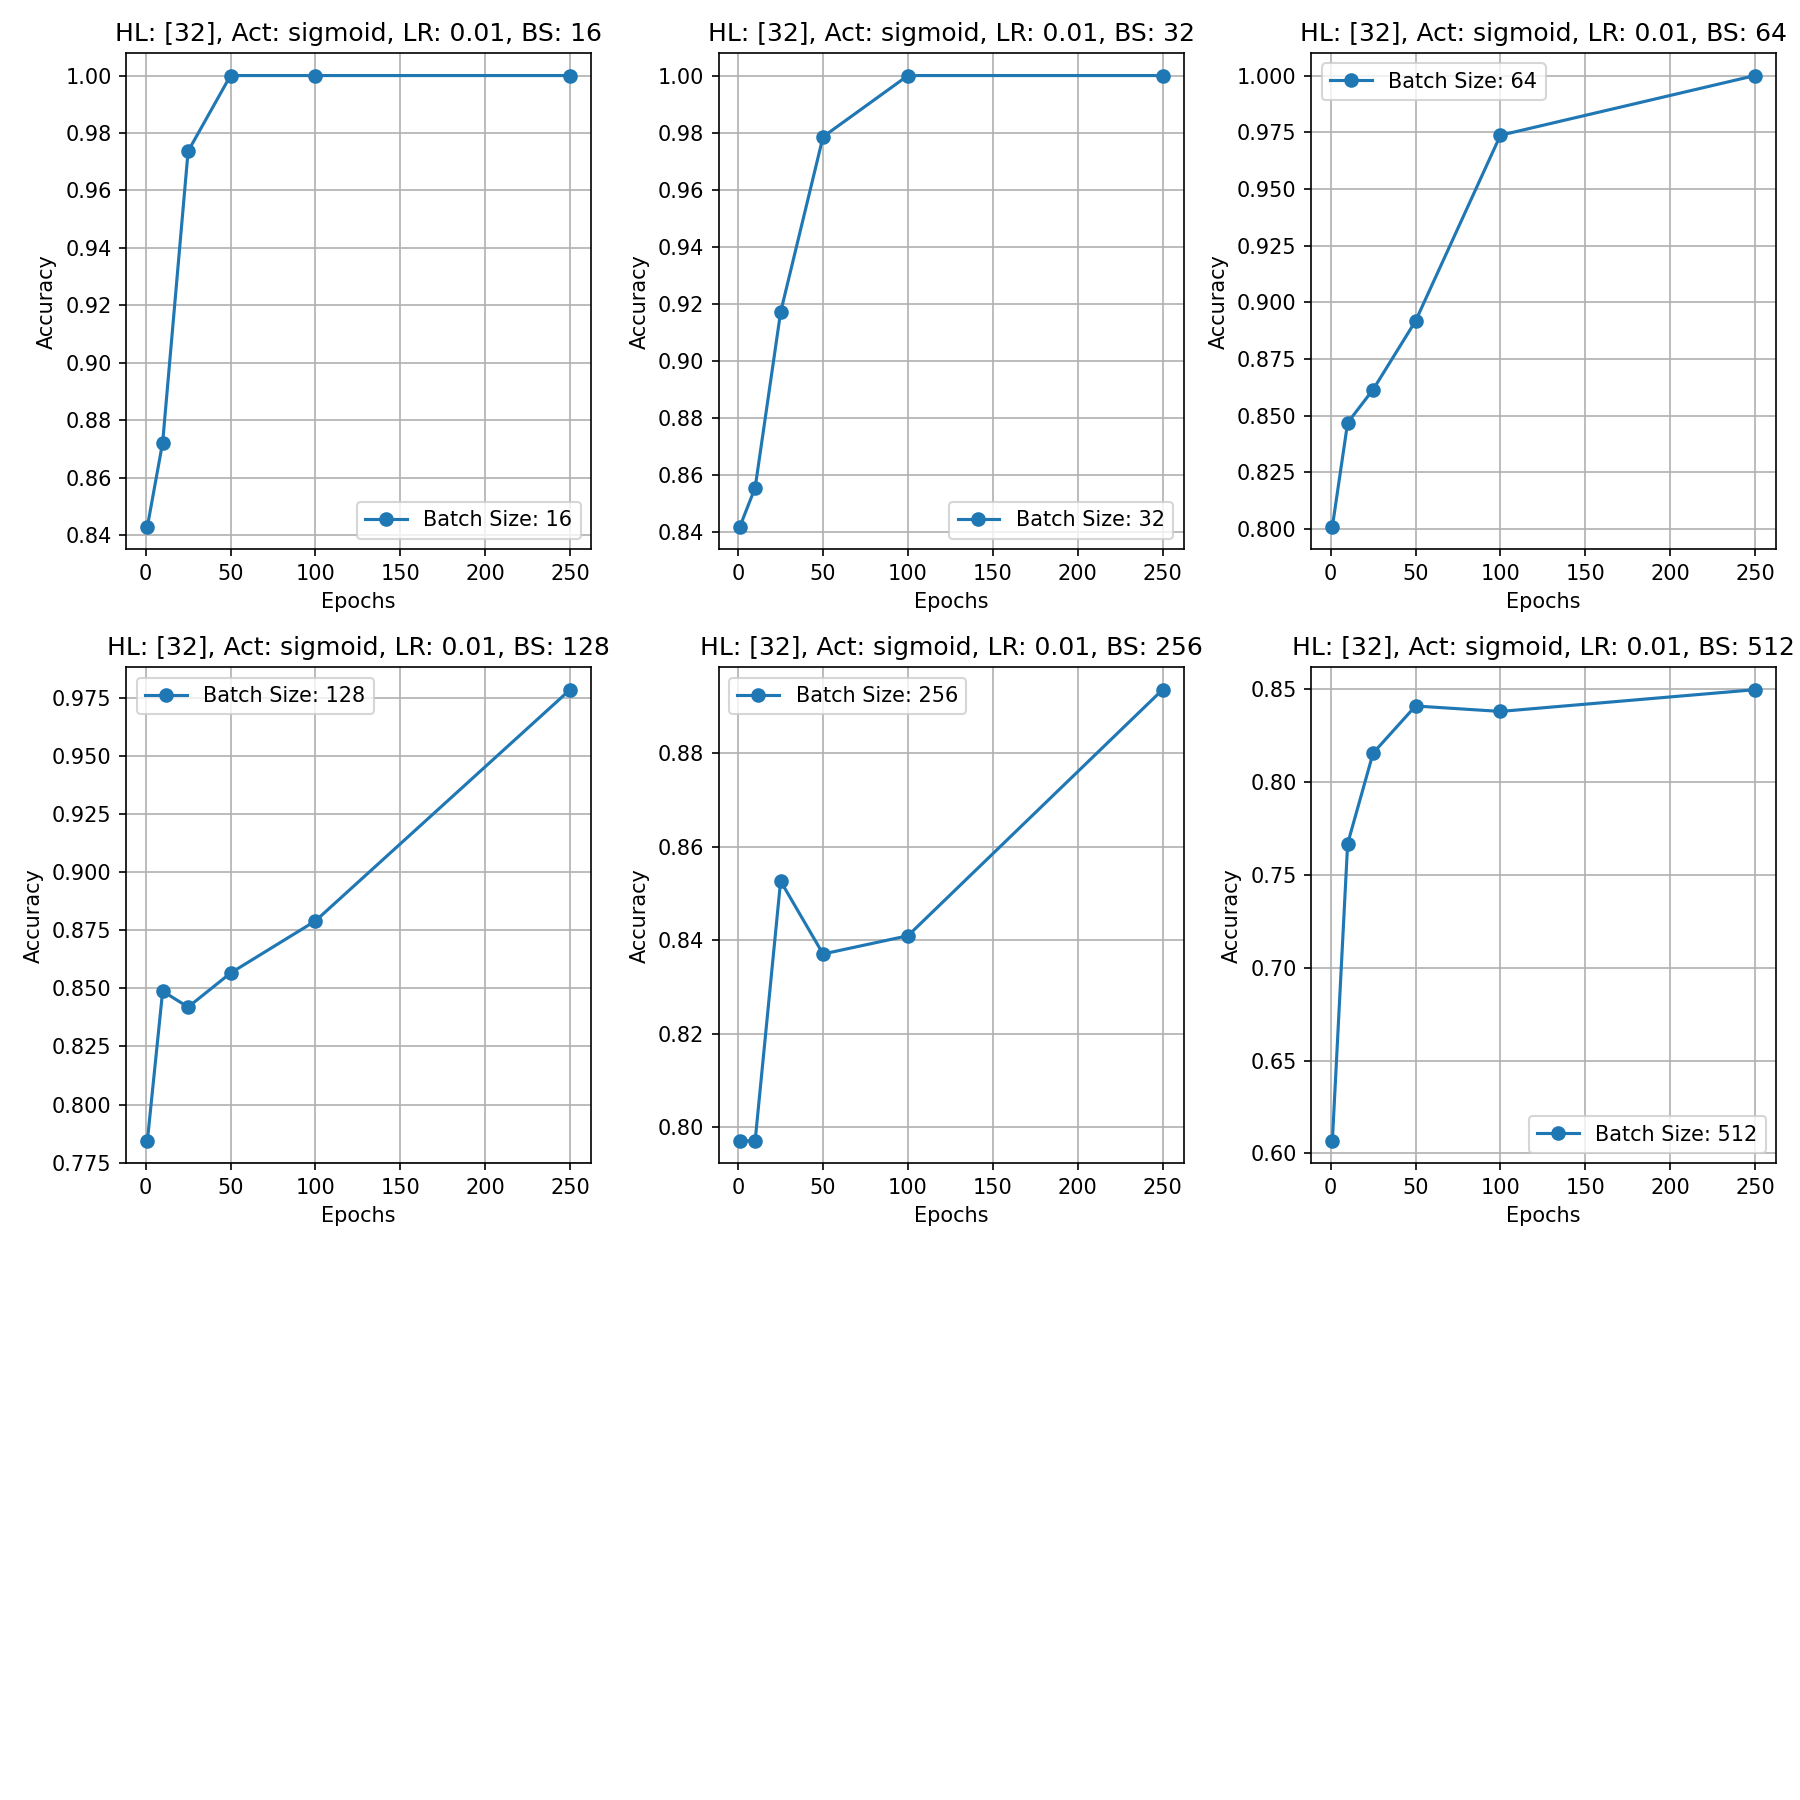 HL: [32], Act: sigmoid, LR: 0.01, BS: 16
1.00
0.98
0.96
0.94
0.92
0.90
0.88
0.86
0.84
Accuracy
Batch Size: 16
0 50 100 150 200 250
Epochs
HL: [32], Act: sigmoid, LR: 0.01, BS: 32
1.00
0.98
0.96
0.94
0.92
0.90
0.88
0.86
0.84
Accuracy
Batch Size: 32
0 50 100 150 200 250
Epochs
HL: [32], Act: sigmoid, LR: 0.01, BS: 64
1.000
0.975
0.950
0.925
0.900
0.875
0.850
0.825
0.800
Accuracy
Batch Size: 64
0 50 100 150 200 250
Epochs
HL: [32], Act: sigmoid, LR: 0.01, BS: 128
0.975
0.950
0.925
0.900
0.875
0.850
0.825
0.800
0.775
Accuracy
Batch Size: 128
0 50 100 150 200 250
Epochs
HL: [32], Act: sigmoid, LR: 0.01, BS: 256
0.88
0.86
0.84
0.82
0.80
Accuracy
Batch Size: 256
0 50 100 150 200 250
Epochs
HL: [32], Act: sigmoid, LR: 0.01, BS: 512
0.85
0.80
0.75
0.70
0.65
0.60
Accuracy
Batch Size: 512
0 50 100 150 200 250
Epochs